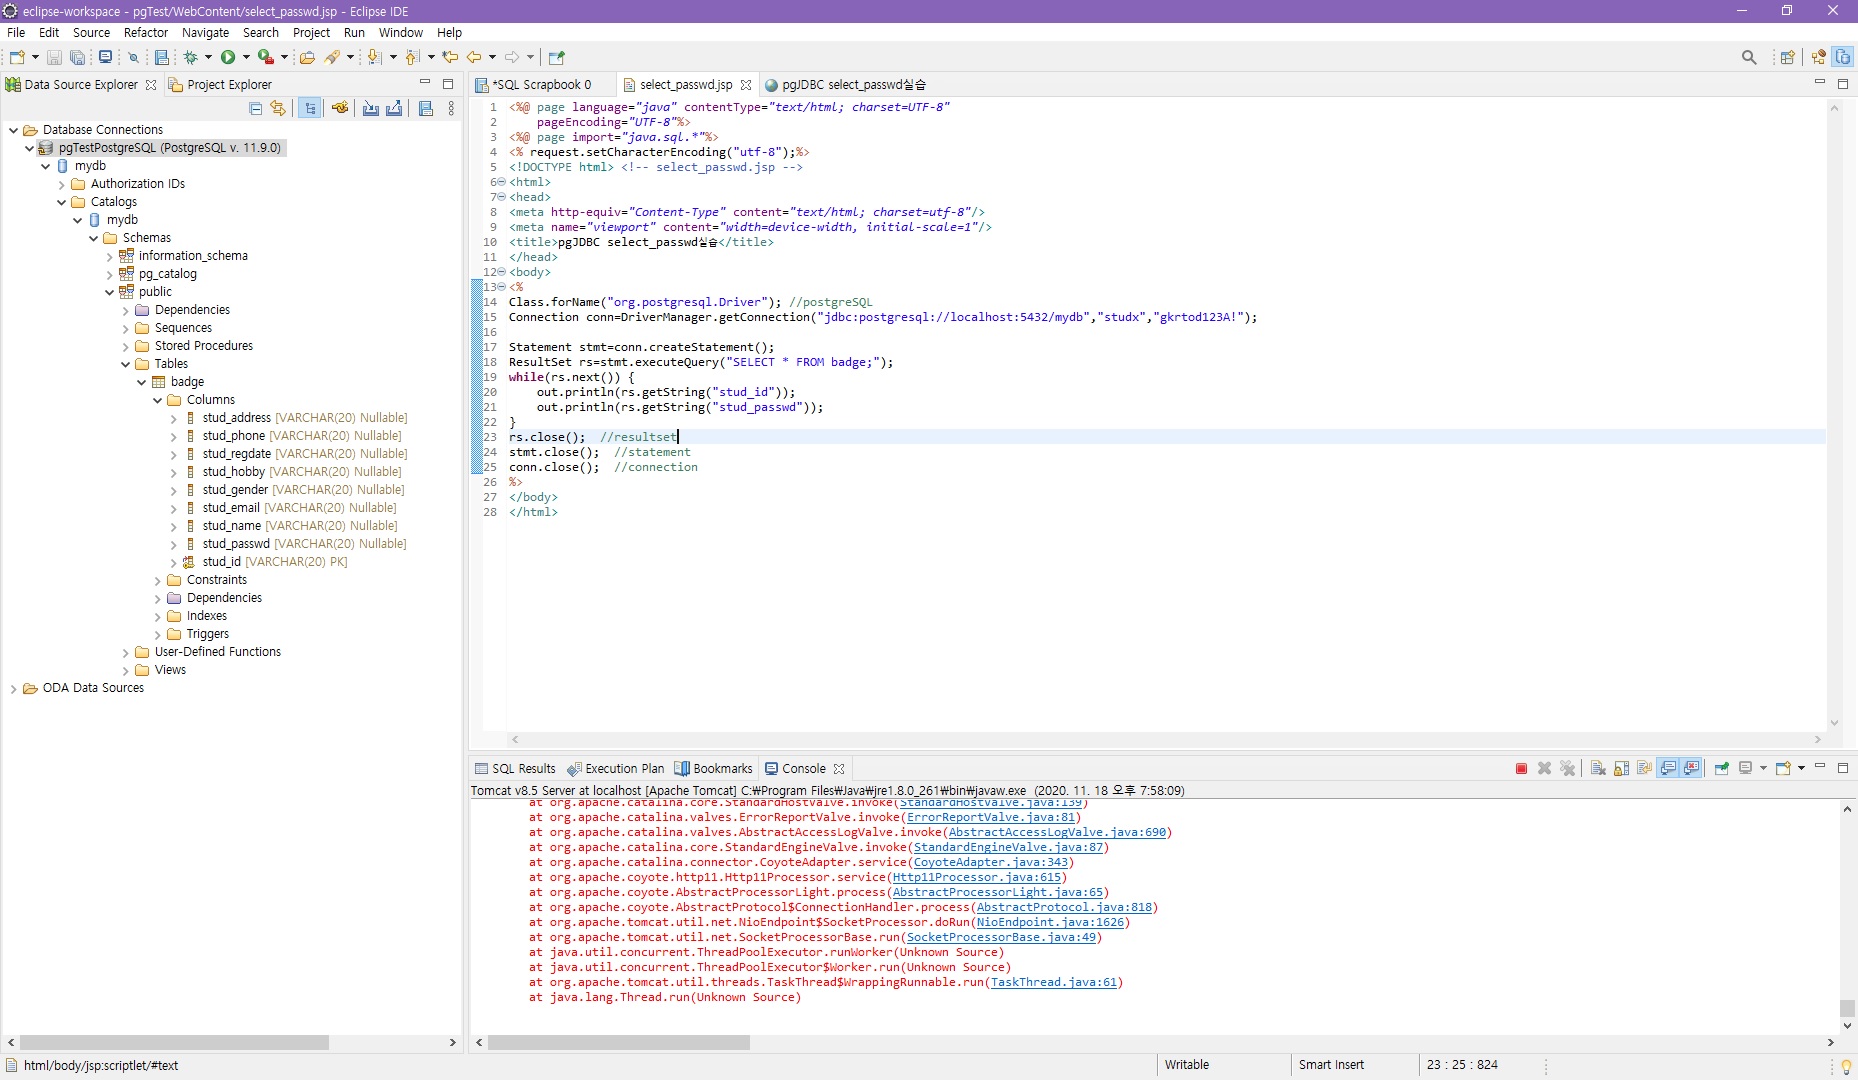 eclipse-workspace - pgTest/WebContent/select_passwd.jsp - Eclipse IDE
File Edit Source Refactor Navigate Search Project Run Window Help
Data Source Explorer
Project Explorer
Database Connections
pgTestPostgreSQL (PostgreSQL v. 11.9.0)
mydb
Authorization IDs
Catalogs
mydb
Schemas
information_schema
pg_catalog
public
Dependencies
Sequences
Stored Procedures
Tables
badge
Columns
stud_address [VARCHAR(20) Nullable]
stud_phone [VARCHAR(20) Nullable]
stud_regdate [VARCHAR(20) Nullable]
stud_hobby [VARCHAR(20) Nullable]
stud_gender [VARCHAR(20) Nullable]
stud_email [VARCHAR(20) Nullable]
stud_name [VARCHAR(20) Nullable]
stud_passwd [VARCHAR(20) Nullable]
stud_id [VARCHAR(20) PK]
Constraints
Dependencies
Indexes
Triggers
User-Defined Functions
Views
ODA Data Sources
*SQL Scrapbook 0
select_passwd.jsp
pgJDBC select_passwd실습
1 <%@ page language="java" contentType="text/html; charset=UTF-8"
2 pageEncoding="UTF-8"%>
3 <%@ page import="java.sql.*"%>
4 <% request.setCharacterEncoding("utf-8");%>
5 <!DOCTYPE html> <!-- select_passwd.jsp -->
6 <html>
7 <head>
8 <meta http-equiv="Content-Type" content="text/html; charset=utf-8"/>
9 <meta name="viewport" content="width=device-width, initial-scale=1"/>
10 <title>pgJDBC select_passwd실습</title>
11 </head>
12 <body>
13 <%
14 Class.forName("org.postgresql.Driver"); //postgreSQL
15 Connection conn=DriverManager.getConnection("jdbc:postgresql://localhost:5432/mydb","studx","gkrtod123A!");
16
17 Statement stmt=conn.createStatement();
18 ResultSet rs=stmt.executeQuery("SELECT * FROM badge;");
19 while(rs.next()) {
20 out.println(rs.getString("stud_id"));
21 out.println(rs.getString("stud_passwd"));
22 }
23 rs.close(); //resultset
24 stmt.close(); //statement
25 conn.close(); //connection
26 %>
27 </body>
28 </html>
SQL Results Execution Plan Bookmarks Console
Tomcat v8.5 Server at localhost [Apache Tomcat] C:₩Program Files₩Java₩jre1.8.0_261₩bin₩javaw.exe (2020. 11. 18 오후 7:58:09)
at org.apache.catalina.core.StandardHostValve.invoke(StandardHostValve.java:139)
at org.apache.catalina.valves.ErrorReportValve.invoke(ErrorReportValve.java:81)
at org.apache.catalina.valves.AbstractAccessLogValve.invoke(AbstractAccessLogValve.java:690)
at org.apache.catalina.core.StandardEngineValve.invoke(StandardEngineValve.java:87)
at org.apache.catalina.connector.CoyoteAdapter.service(CoyoteAdapter.java:343)
at org.apache.coyote.http11.Http11Processor.service(Http11Processor.java:615)
at org.apache.coyote.AbstractProcessorLight.process(AbstractProcessorLight.java:65)
at org.apache.coyote.AbstractProtocol$ConnectionHandler.process(AbstractProtocol.java:818)
at org.apache.tomcat.util.net.NioEndpoint$SocketProcessor.doRun(NioEndpoint.java:1626)
at org.apache.tomcat.util.net.SocketProcessorBase.run(SocketProcessorBase.java:49)
at java.util.concurrent.ThreadPoolExecutor.runWorker(Unknown Source)
at java.util.concurrent.ThreadPoolExecutor$Worker.run(Unknown Source)
at org.apache.tomcat.util.threads.TaskThread$WrappingRunnable.run(TaskThread.java:61)
at java.lang.Thread.run(Unknown Source)
html/body/jsp:scriptlet/#text
Writable
Smart Insert
23 : 25 : 824